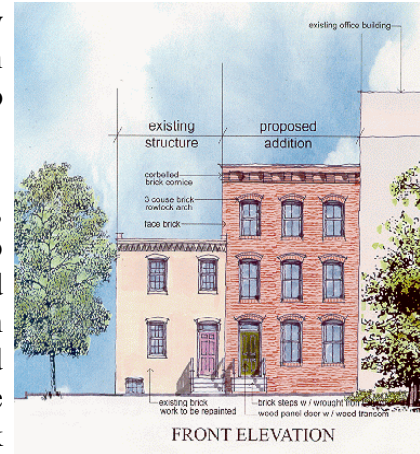 existing office building
existing
structure
proposed
addition
corbelled
brick cornice
3 couse brick
rowlock arch
face brick
existing brick
work to be repainted
brick steps w / wrought iron
wood panel door w / wood transom
FRONT ELEVATION